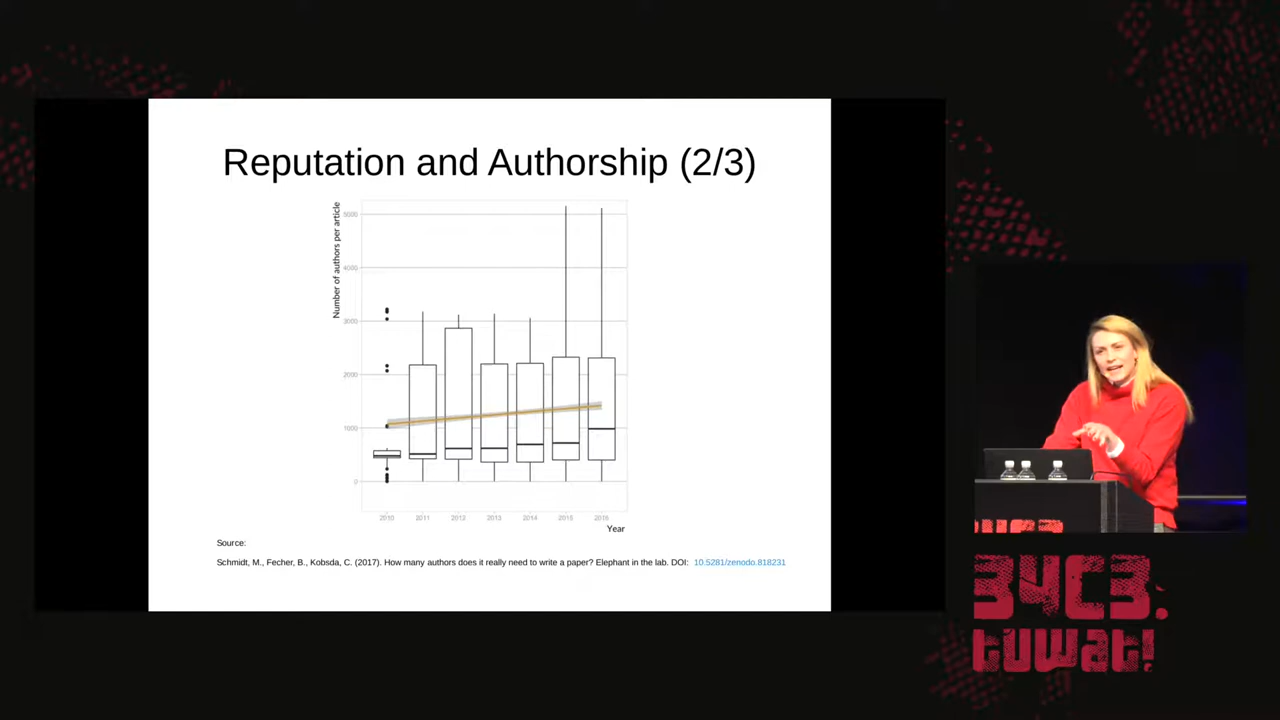 Reputation and Authorship (2/3)
Number of authors per article
5000
4000
3000
2000
1000
0
2010
2011
2012
2013
2014
2015
2016
Year
Source:
Schmidt, M., Fecher, B., Kobsda, C. (2017). How many authors does it really need to write a paper? Elephant in the lab. DOI: 10.5281/zenodo.818231
34C3.
tuwat!